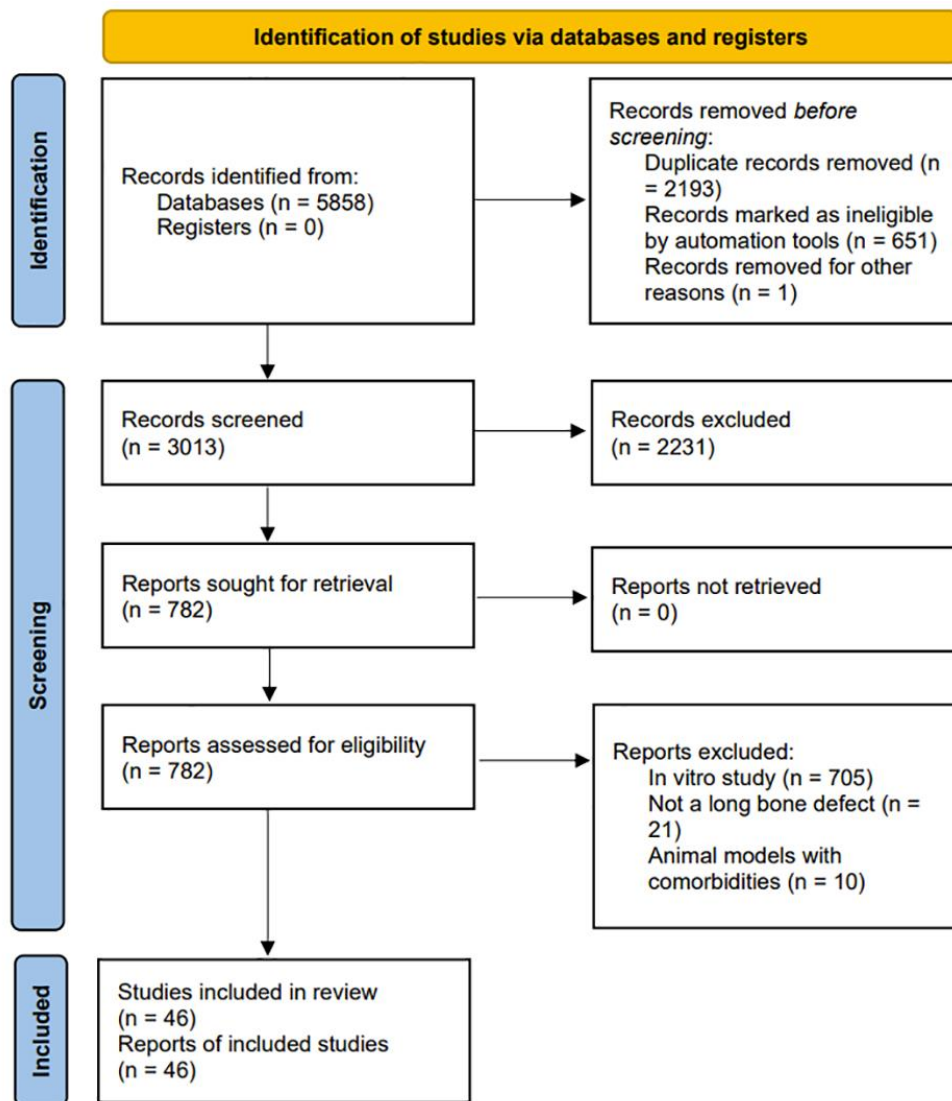 Identification of studies via databases and registers
Identification
Records identified from:
Databases (n = 5858)
Registers (n = 0)
Records removed before
screening:
Duplicate records removed (n
= 2193)
Records marked as ineligible
by automation tools (n = 651)
Records removed for other
reasons (n = 1)
Screening
Records screened
(n = 3013)
Records excluded
(n = 2231)
Reports sought for retrieval
(n = 782)
Reports not retrieved
(n = 0)
Reports assessed for eligibility
(n = 782)
Reports excluded:
In vitro study (n = 705)
Not a long bone defect (n =
21)
Animal models with
comorbidities (n = 10)
Included
Studies included in review
(n = 46)
Reports of included studies
(n = 46)